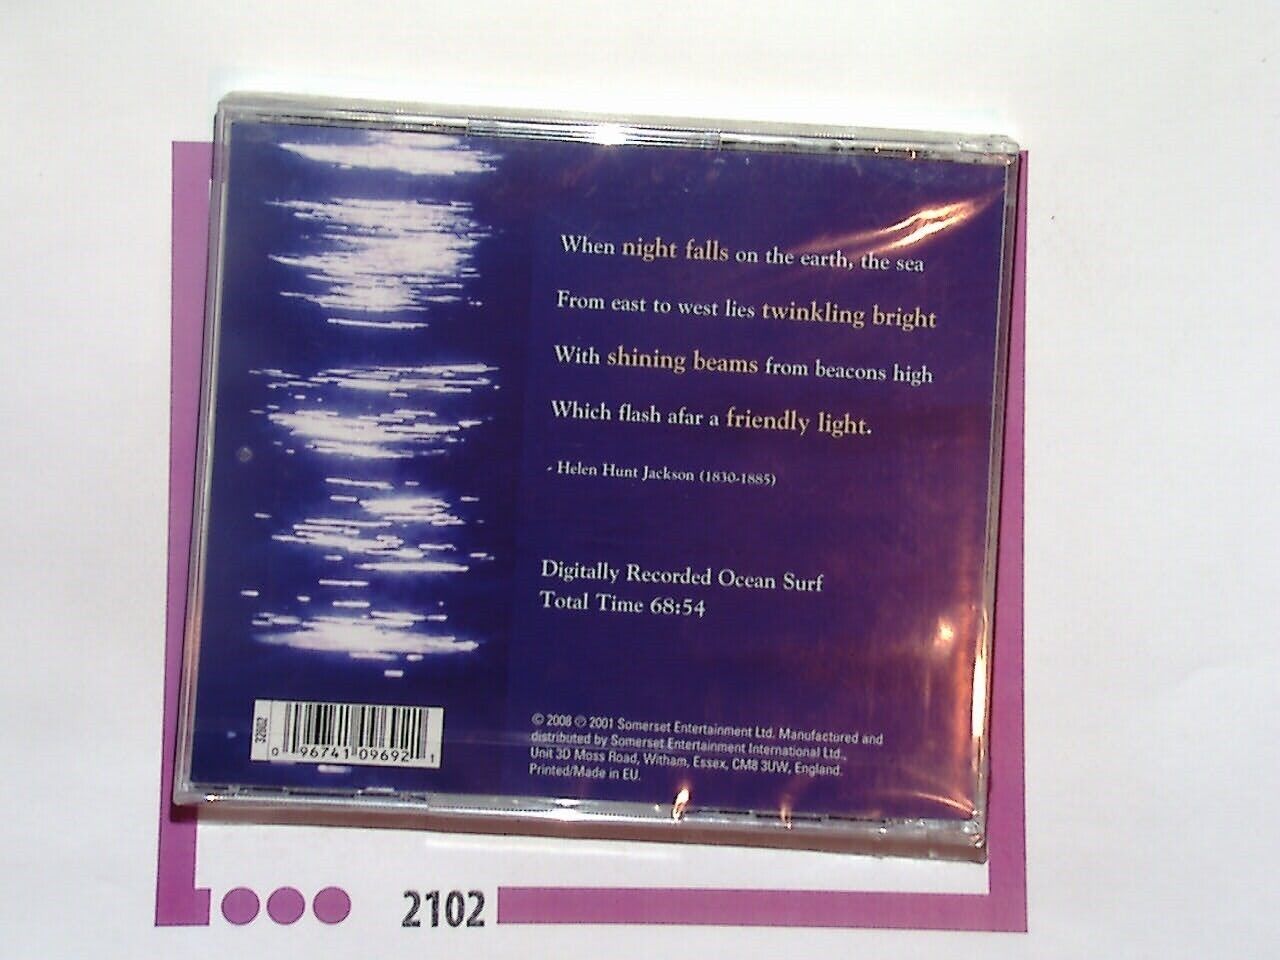 When night falls on the earth, the sea
From east to west lies twinkling bright
With shining beams from beacons high
Which flash afar a friendly light.
- Helen Hunt Jackson (1830-1885)
Digitally Recorded Ocean Surf
Total Time 68:54
© 2008 ℗ 2001 Somerset Entertainment Ltd. Manufactured and
distributed by Somerset Entertainment International Ltd.,
Unit 3D Moss Road, Witham, Essex, CM8 3UW, England.
Printed/Made in EU.
32602
0 96741 09692 1
2102